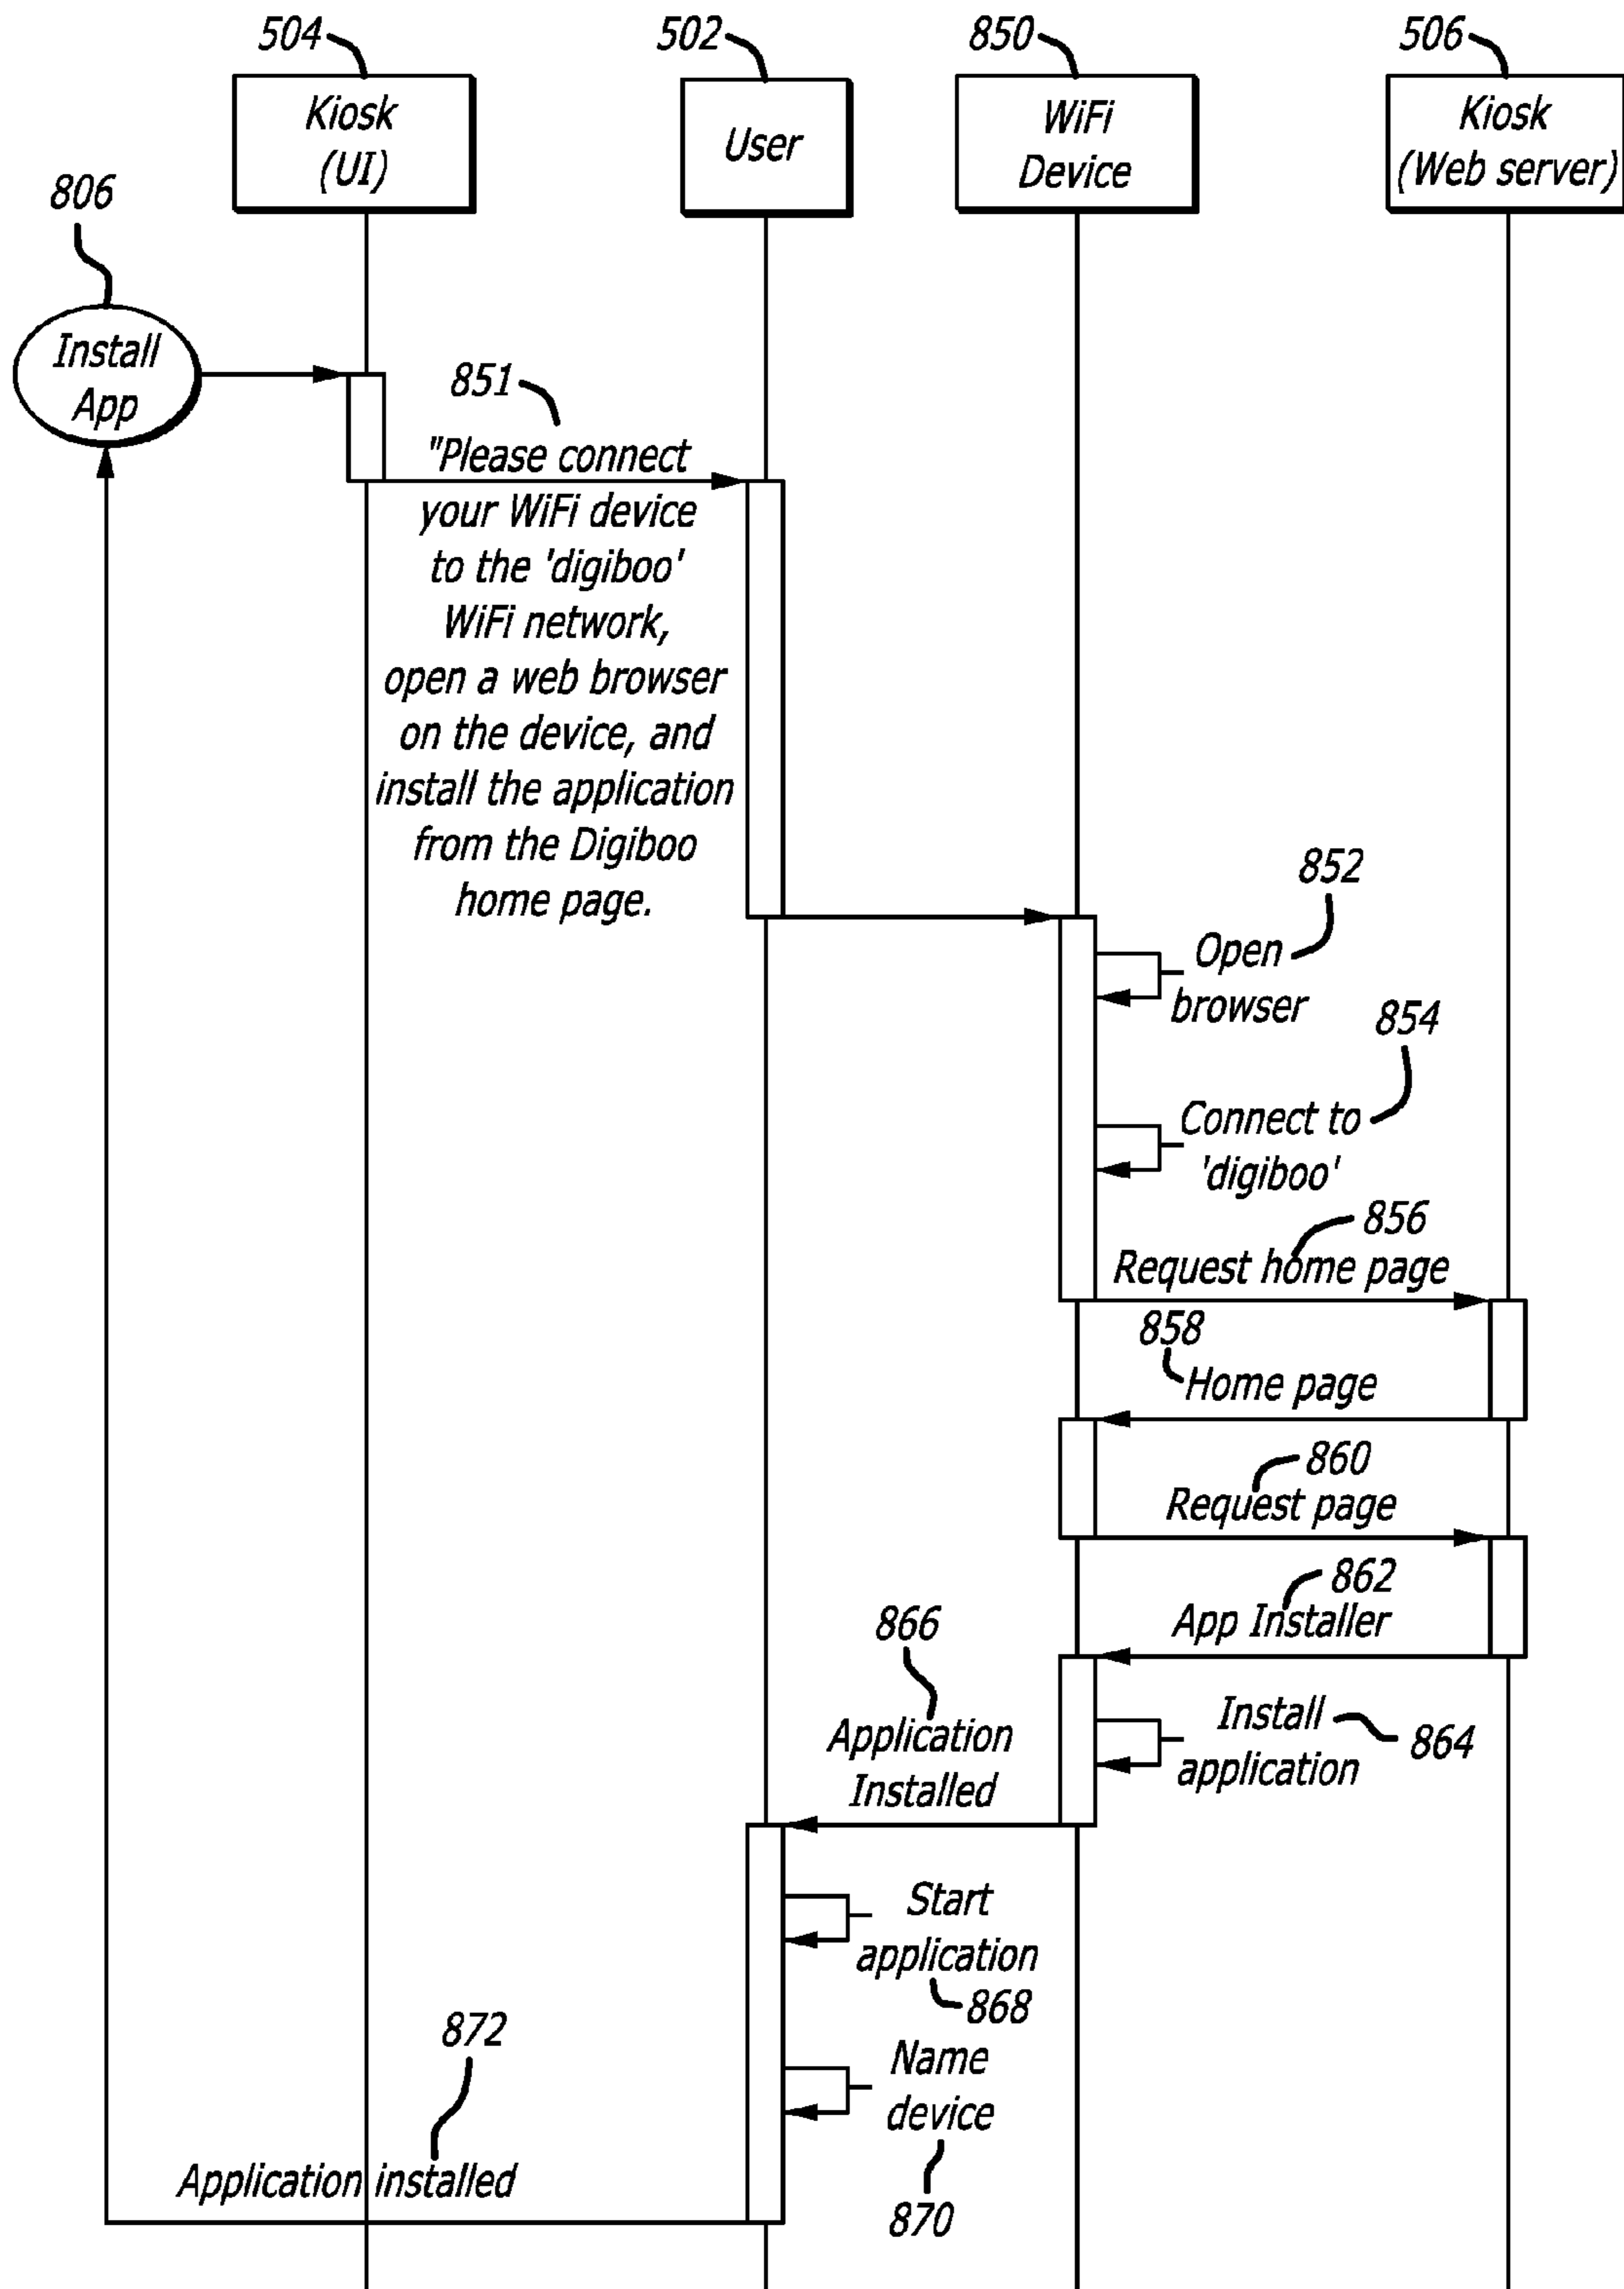 504
502
850
506
Kiosk
(UI)
User
WiFi
Device
Kiosk
(Web server)
806
Install
App
851
"Please connect
your WiFi device
to the 'digiboo'
WiFi network,
open a web browser
on the device, and
install the application
from the Digiboo
home page.
852
Open
browser
854
Connect to
'digiboo'
856
Request home page
858
Home page
860
Request page
862
App Installer
866
Application
Installed
Install
application
864
Start
application
868
872
Name
device
870
Application installed